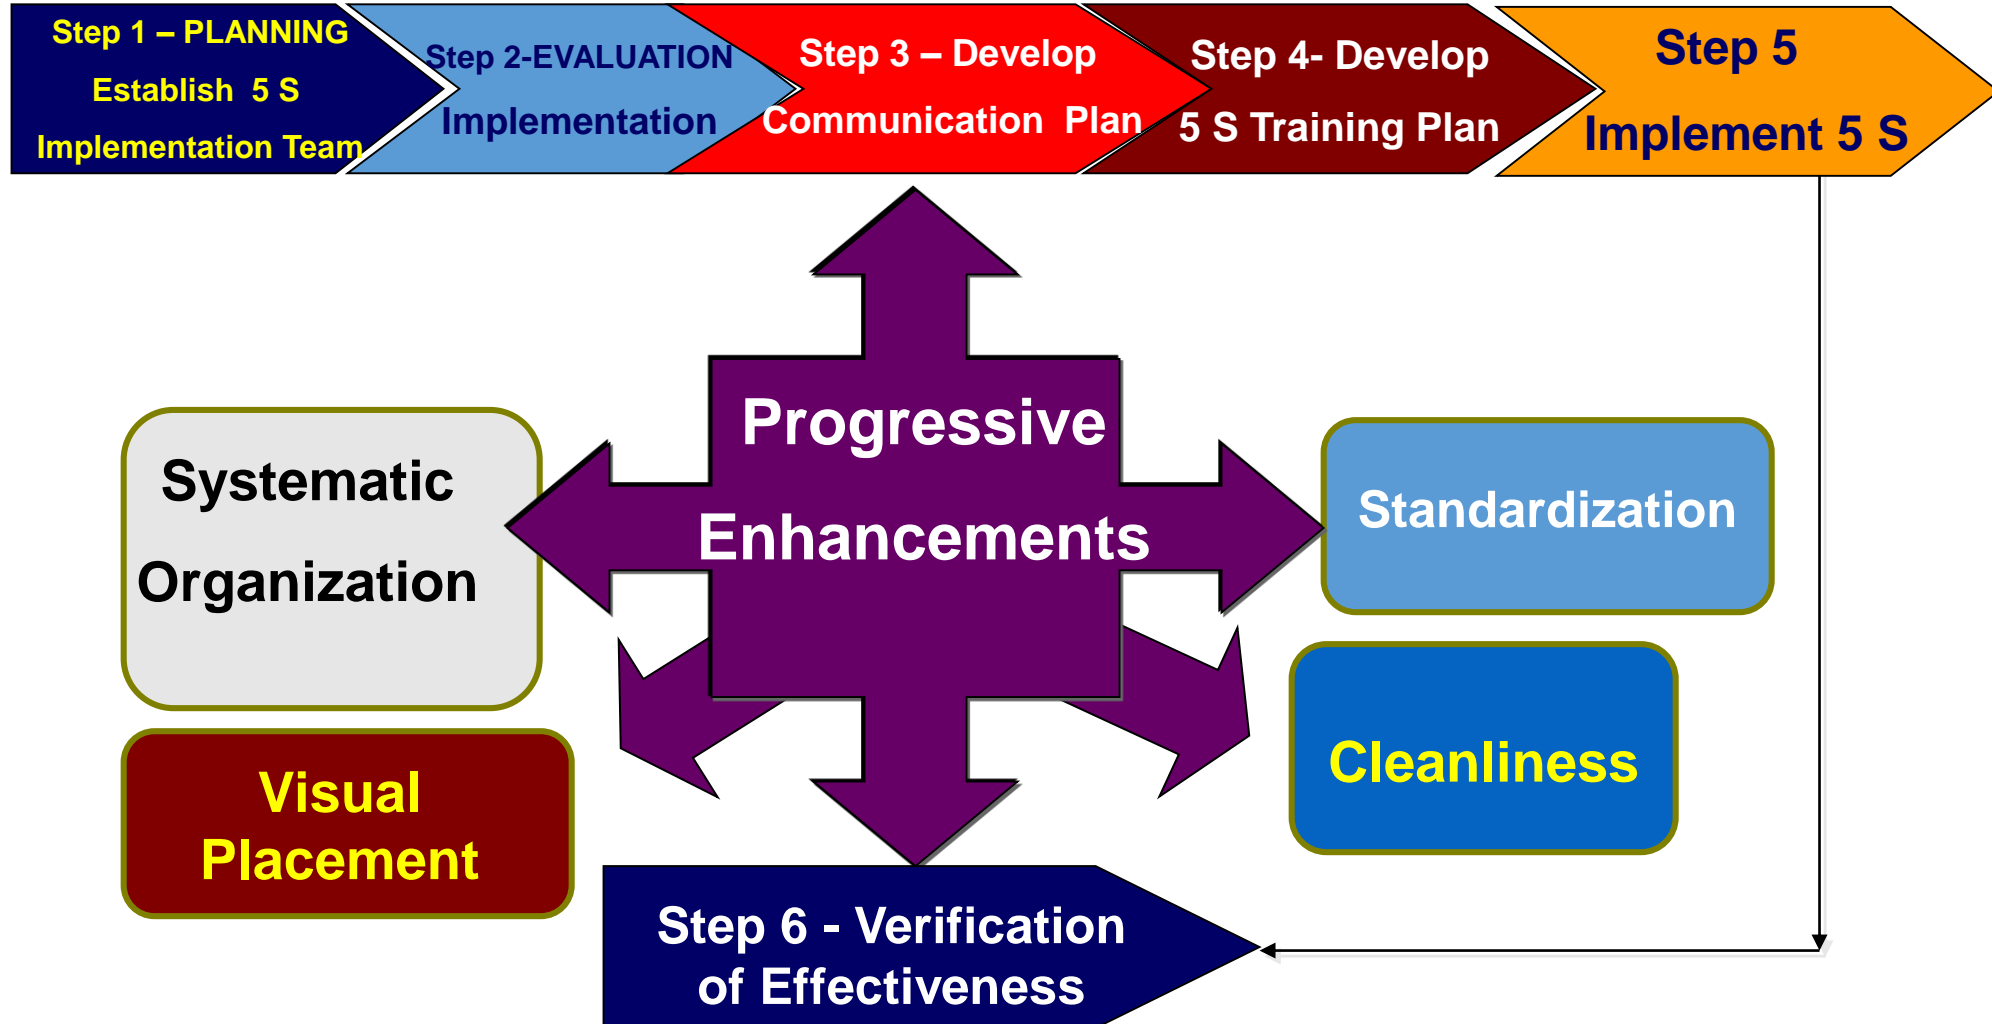 Step 1 – PLANNING
Establish 5 S
Implementation Team
Step 2-EVALUATION
Implementation
Step 3 – Develop
Communication Plan
Step 4- Develop
5 S Training Plan
Step 5
Implement 5 S
Progressive
Enhancements
Systematic
Organization
Standardization
Visual
Placement
Cleanliness
Step 6 - Verification
of Effectiveness